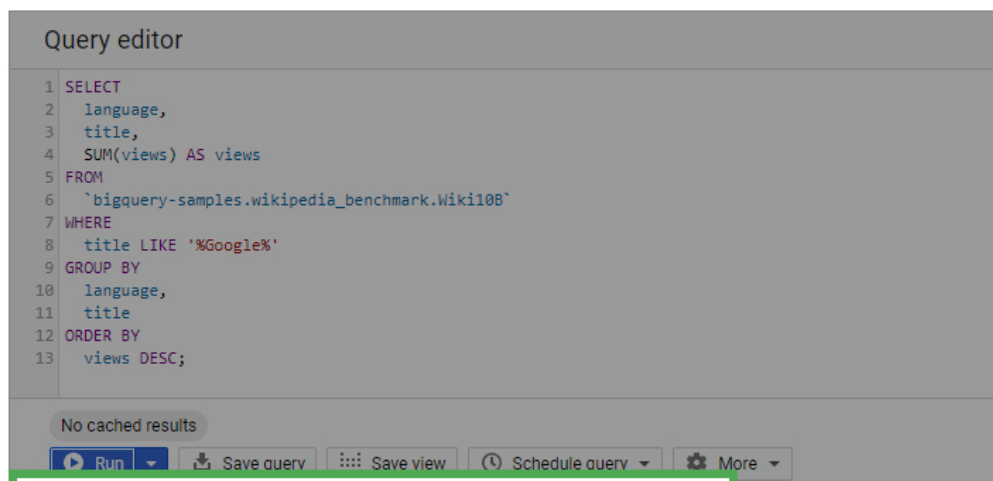 Query editor
1 SELECT
2 language,
3 title,
4 SUM(views) AS views
5 FROM
6 `bigquery-samples.wikipedia_benchmark.Wiki10B`
7 WHERE
8 title LIKE '%Google%'
9 GROUP BY
10 language,
11 title
12 ORDER BY
13 views DESC;
No cached results
Run Save query Save view Schedule query More